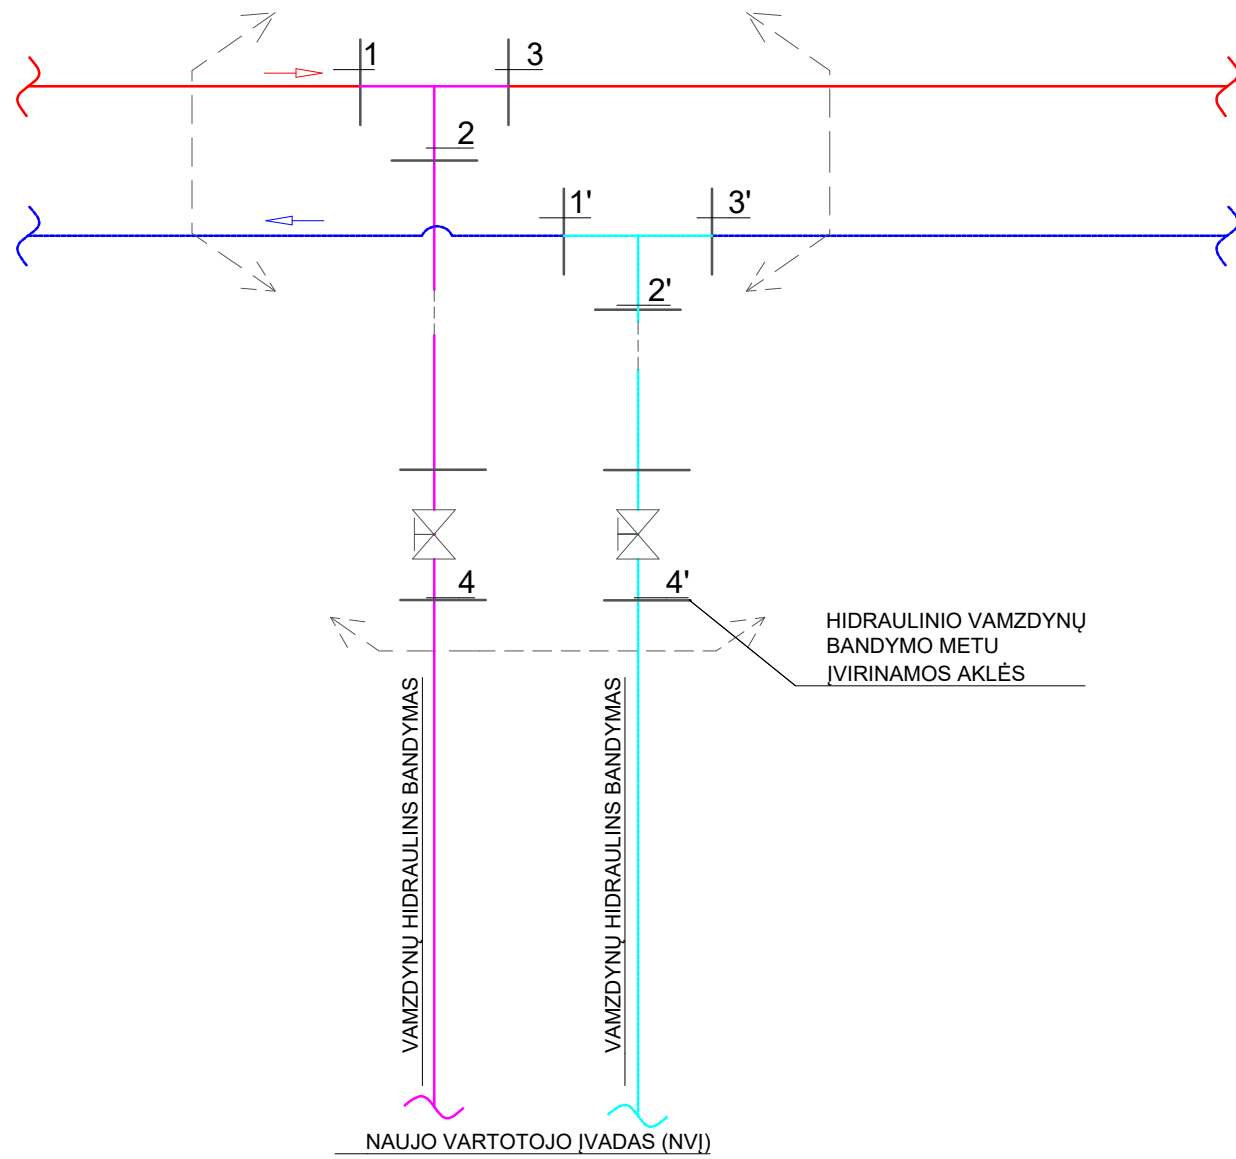 1
3
2
1'
3'
2'
4
4'
HIDRAULINIO VAMZDYNŲ
BANDYMO METU
ĮVIRINAMOS AKLĖS
VAMZDYNŲ HIDRAULINS BANDYMAS
VAMZDYNŲ HIDRAULINS BANDYMAS
NAUJO VARTOTOJO ĮVADAS (NVĮ)